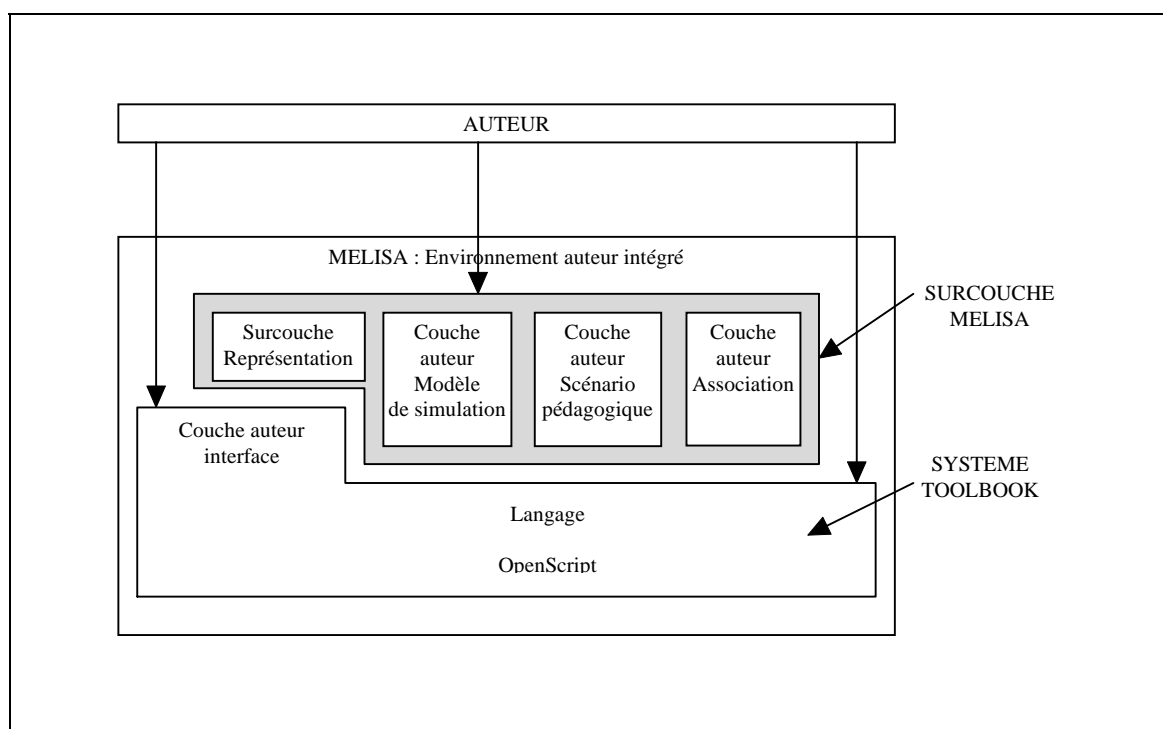 AUTEUR
MELISA : Environnement auteur intégré
Surcouche
Représentation
Couche
auteur
Modèle
de simulation
Couche
auteur
Scénario
pédagogique
Couche
auteur
Association
SURCOUCHE
MELISA
Couche auteur
interface
Langage
OpenScript
SYSTEME
TOOLBOOK